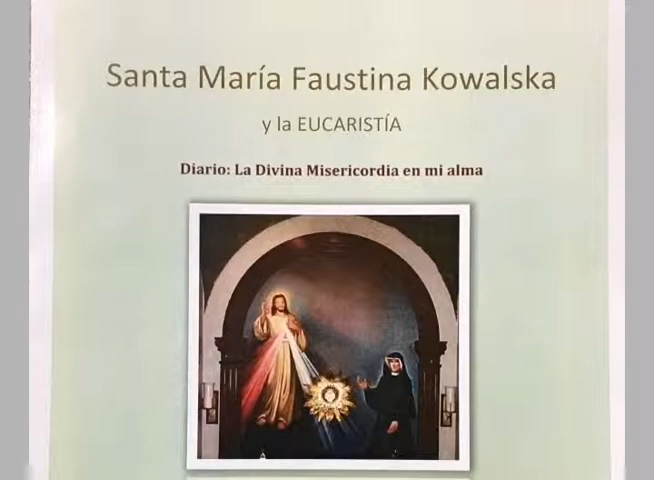 Santa María Faustina Kowalska
y la EUCARISTÍA
Diario: La Divina Misericordia en mi alma